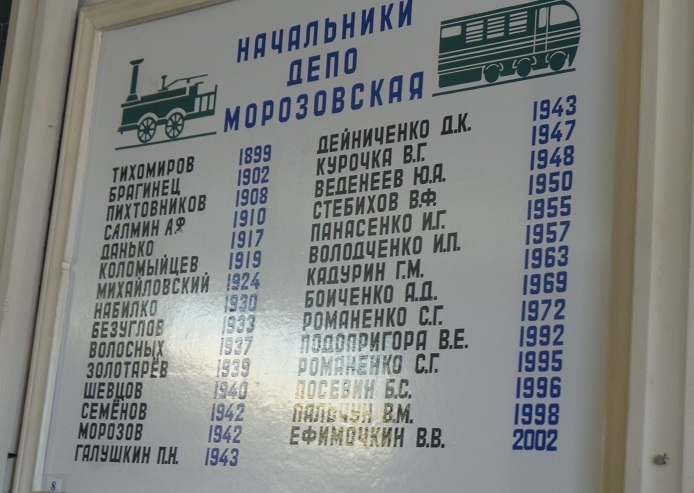 НАЧАЛЬНИКИ
ДЕПО
МОРОЗОВСКАЯ
ТИХОМИРОВ 1899
БРАГИНЕЦ 1902
ПИХТОВНИКОВ 1908
САЛМИН А.Ф 1910
ДАНЬКО 1917
КОЛОМЫЙЦЕВ 1919
МИХАЙЛОВСКИЙ 1924
НАБИЛКО 1930
БЕЗУГЛОВ 1933
ВОЛОСНЫХ 1937
ЗОЛОТАРЁВ 1939
ШЕВЦОВ 1940
СЕМЁНОВ 1942
МОРОЗОВ 1942
ГАЛУШКИН П.Н. 1943
ДЕЙНИЧЕНКО Д.К. 1943
КУРОЧКА В.Г. 1947
ВЕДЕНЕЕВ Ю.А. 1948
СТЕБИХОВ В.Ф. 1950
ПАНАСЕНКО И.Г. 1955
ВОЛОДЧЕНКО И.П. 1957
КАДУРИН Г.М. 1963
БОЙЧЕНКО А.Д. 1969
РОМАНЕНКО С.Г. 1972
ПОДОПРИГОРА В.Е. 1992
РОМАНЕНКО С.Г. 1995
ПОСЕВИН Б.С. 1996
ПАЛЬЧУН В.М. 1998
ЕФИМОЧКИН В.В. 2002
8